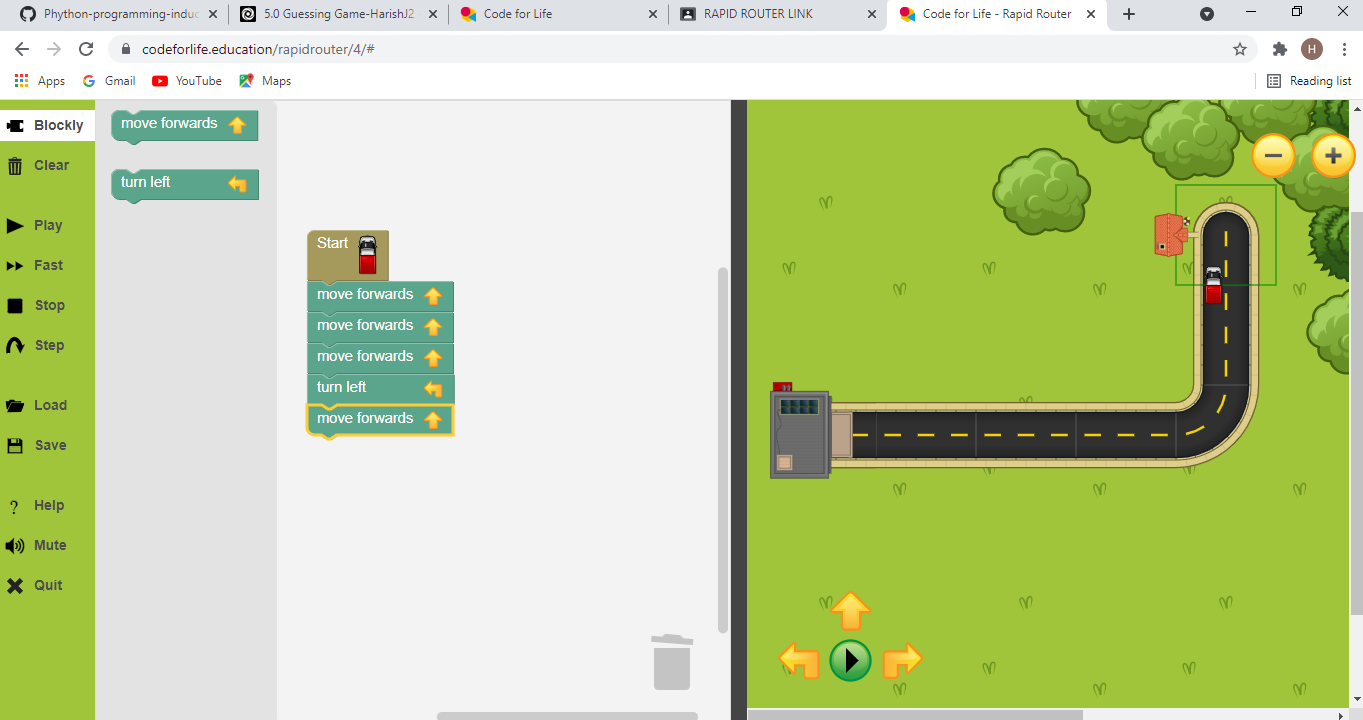 Phython-programming-induc
5.0 Guessing Game-HarishJ2
Code for Life
RAPID ROUTER LINK
Code for Life - Rapid Router
codeforlife.education/rapidrouter/4/#
H
Apps
Gmail
YouTube
Maps
Reading list
Blockly
Clear
Play
Fast
Stop
Step
Load
Save
? Help
Mute
Quit
move forwards
turn left
Start
move forwards
move forwards
move forwards
turn left
move forwards